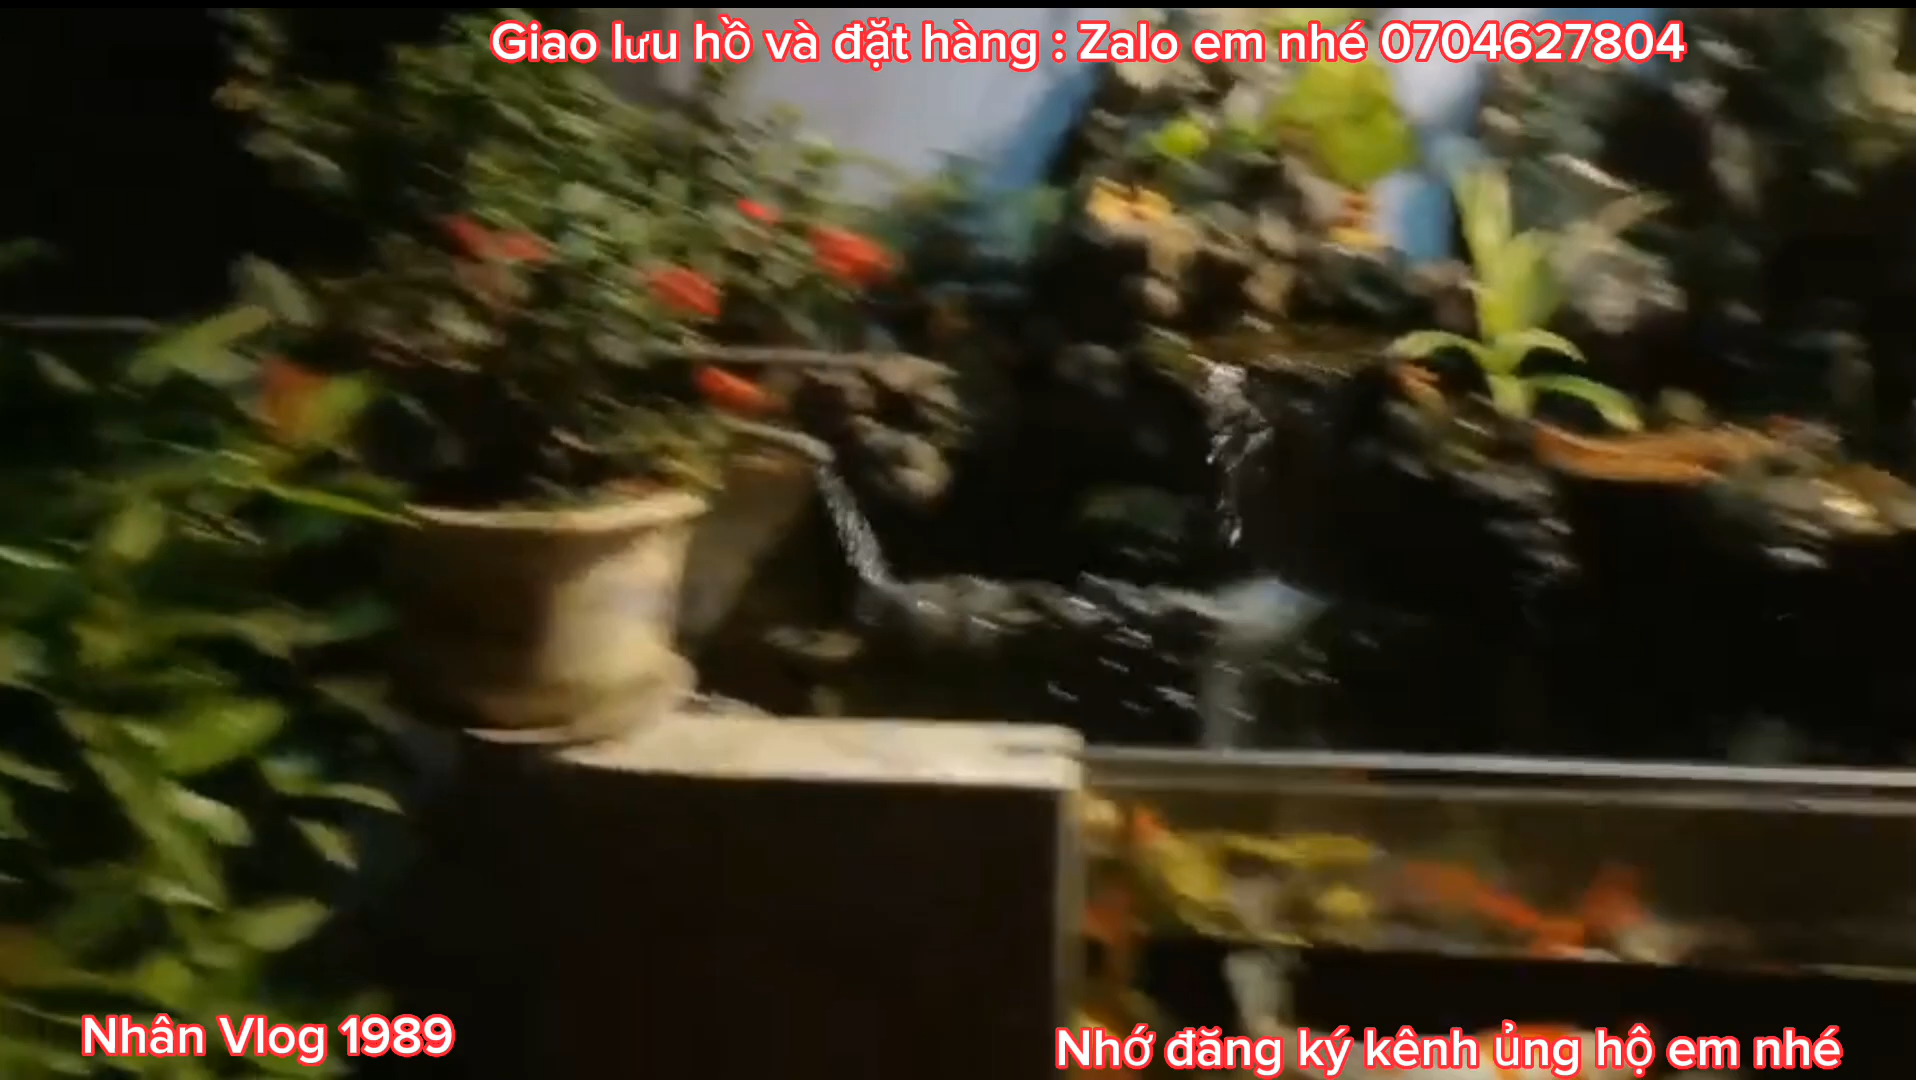 Giao lưu hồ và đặt hàng : Zalo em nhé 0704627804
Nhân Vlog 1989
Nhớ đăng ký kênh ủng hộ em nhé